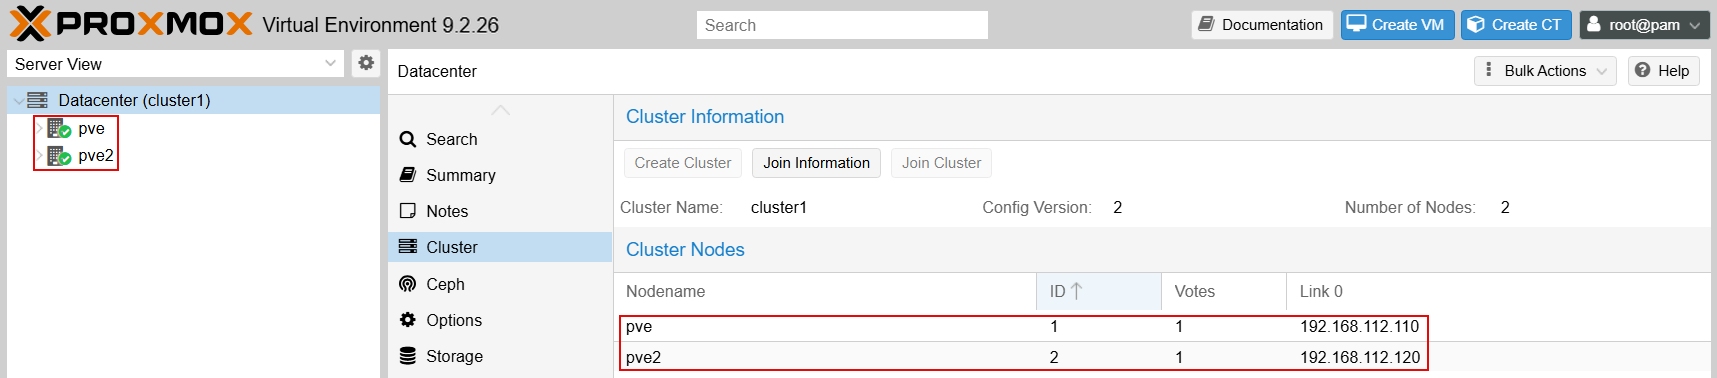 PROXMOX Virtual Environment 9.2.26 Search Documentation Create VM Create CT root@pam
Server View
Datacenter (cluster1)
pve
pve2
Datacenter Bulk Actions Help
Search
Summary
Notes
Cluster
Ceph
Options
Storage
Cluster Information
Create Cluster Join Information Join Cluster
Cluster Name: cluster1 Config Version: 2 Number of Nodes: 2
Cluster Nodes
Nodename ID Votes Link 0
pve 1 1 192.168.112.110
pve2 2 1 192.168.112.120